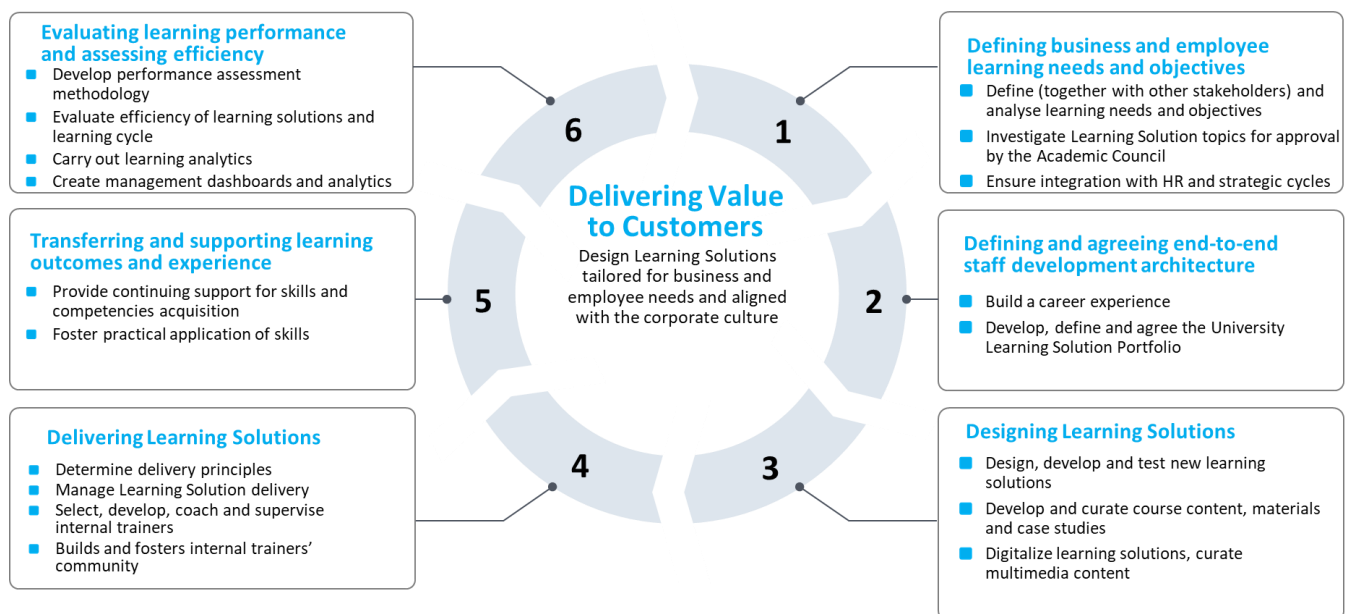 Evaluating learning performance
and assessing efficiency
Develop performance assessment
methodology
Evaluate efficiency of learning solutions and
learning cycle
Carry out learning analytics
Create management dashboards and analytics
Transferring and supporting learning
outcomes and experience
Provide continuing support for skills and
competencies acquisition
Foster practical application of skills
Delivering Learning Solutions
Determine delivery principles
Manage Learning Solution delivery
Select, develop, coach and supervise
internal trainers
Builds and fosters internal trainers’
community
6
1
5
2
4
3
Delivering Value
to Customers
Design Learning Solutions
tailored for business and
employee needs and aligned
with the corporate culture
Defining business and employee
learning needs and objectives
Define (together with other stakeholders) and
analyse learning needs and objectives
Investigate Learning Solution topics for approval
by the Academic Council
Ensure integration with HR and strategic cycles
Defining and agreeing end-to-end
staff development architecture
Build a career experience
Develop, define and agree the University
Learning Solution Portfolio
Designing Learning Solutions
Design, develop and test new learning
solutions
Develop and curate course content, materials
and case studies
Digitalize learning solutions, curate
multimedia content